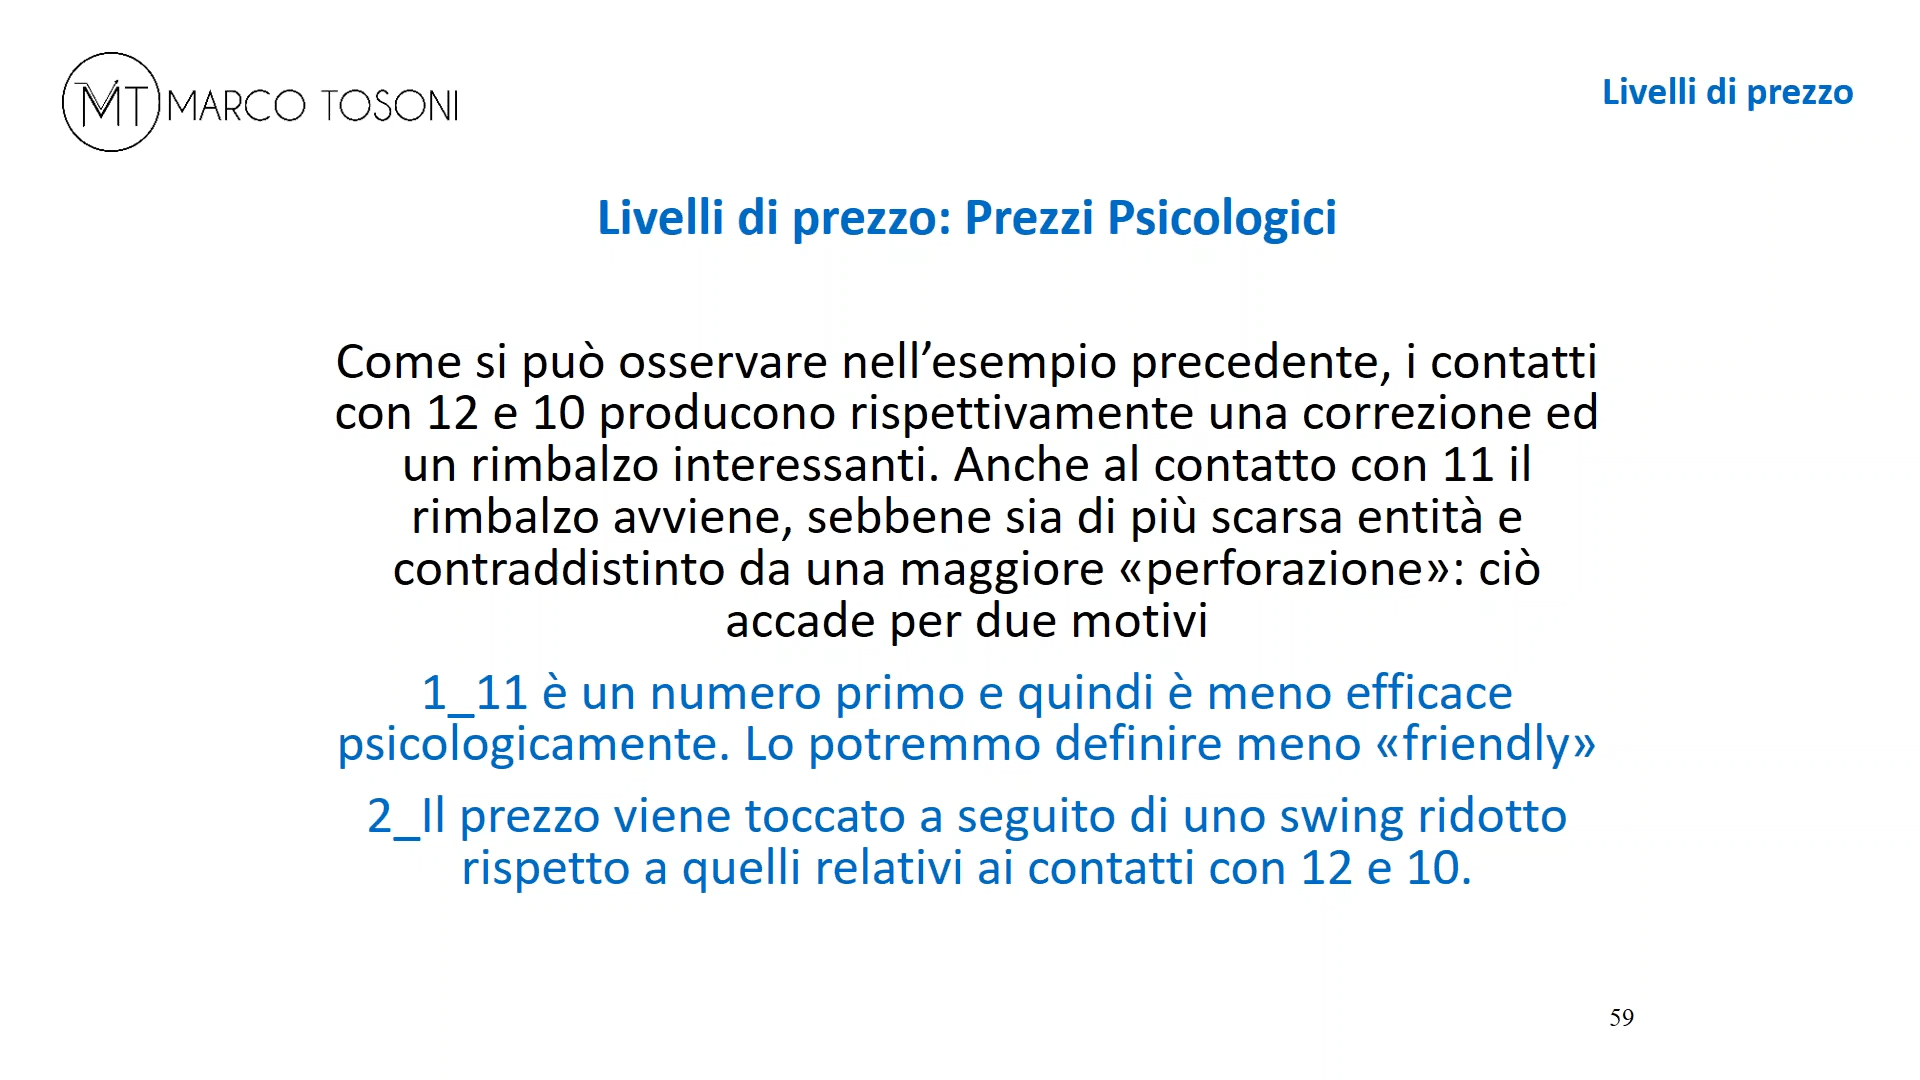 MT MARCO TOSONI
Livelli di prezzo
Livelli di prezzo: Prezzi Psicologici
Come si può osservare nell’esempio precedente, i contatti
con 12 e 10 producono rispettivamente una correzione ed
un rimbalzo interessanti. Anche al contatto con 11 il
rimbalzo avviene, sebbene sia di più scarsa entità e
contraddistinto da una maggiore «perforazione»: ciò
accade per due motivi
1_11 è un numero primo e quindi è meno efficace
psicologicamente. Lo potremmo definire meno «friendly»
2_Il prezzo viene toccato a seguito di uno swing ridotto
rispetto a quelli relativi ai contatti con 12 e 10.
59